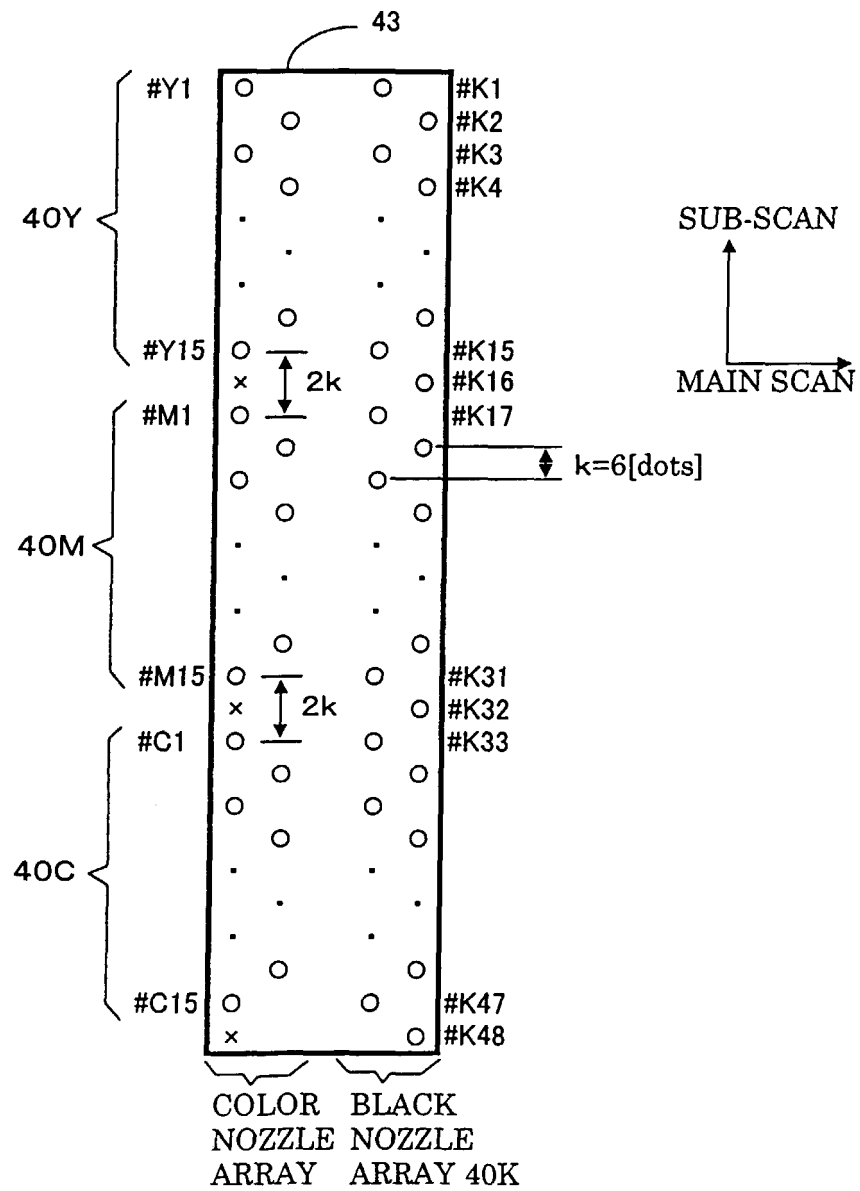 43
#Y1 #K1
#K2
#K3
#K4
40Y
SUB-SCAN
#Y15 #K15
× 2k #K16
MAIN SCAN
#M1 #K17
k=6[dots]
40M
#M15 #K31
× 2k #K32
#C1 #K33
40C
#C15 #K47
× #K48
COLOR NOZZLE ARRAY
BLACK NOZZLE ARRAY 40K